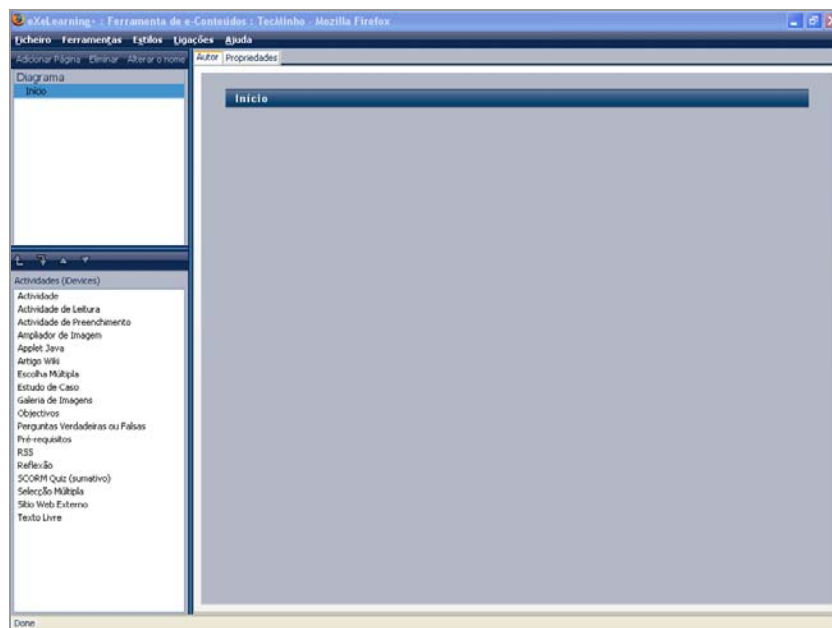 eXeLearning+ : Ferramenta de e-Conteúdos : TecMinho - Mozilla Firefox
Ficheiro Ferramentas Estilos Ligações Ajuda
Adicionar Página Eliminar Alterar o nome
Autor Propriedades
Diagrama
Início
Início
Actividades (iDevices)
Actividade
Actividade de Leitura
Actividade de Preenchimento
Ampliador de Imagem
Applet Java
Artigo Wiki
Escolha Múltipla
Estudo de Caso
Galeria de Imagens
Objectivos
Perguntas Verdadeiras ou Falsas
Pré-requisitos
RSS
Reflexão
SCORM Quiz (sumativo)
Selecção Múltipla
Sítio Web Externo
Texto Livre
Done